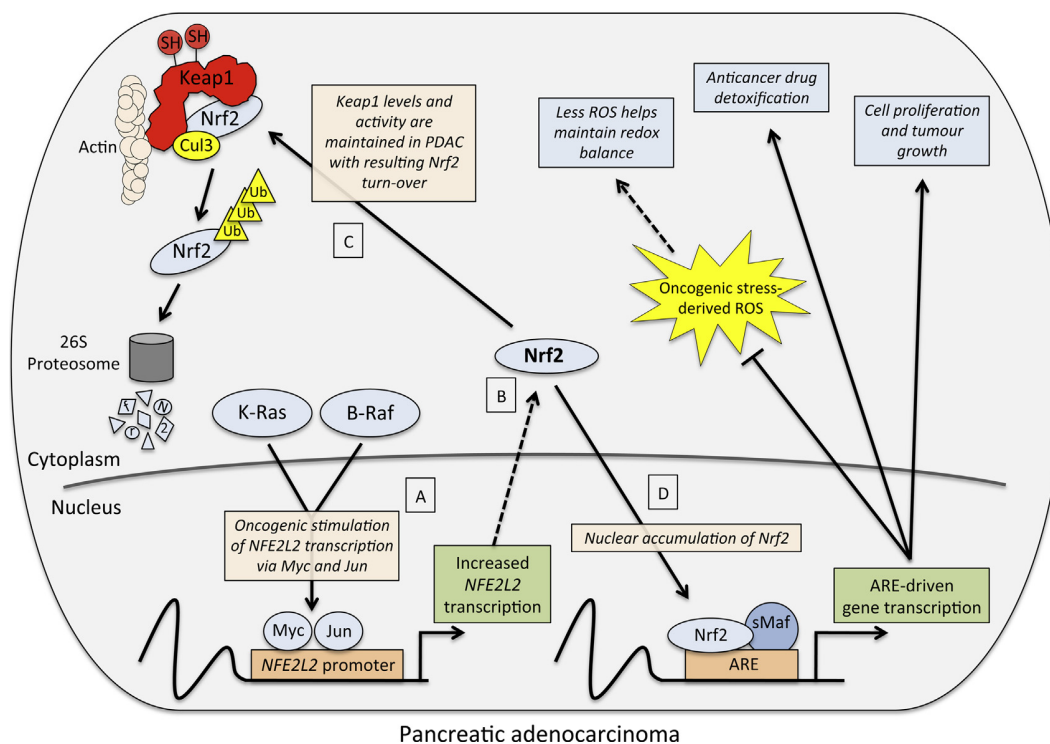 SH
SH
Keap1
Nrf2
Cul3
Actin
Ub
Ub
Ub
Nrf2
26S
Proteosome
f
N
r
2
Cytoplasm
Nucleus
Keap1 levels and
activity are
maintained in PDAC
with resulting Nrf2
turn-over
C
Less ROS helps
maintain redox
balance
Anticancer drug
detoxification
Cell proliferation
and tumour
growth
Oncogenic stress-
derived ROS
Nrf2
B
K-Ras
B-Raf
A
D
Oncogenic stimulation
of NFE2L2 transcription
via Myc and Jun
Increased
NFE2L2
transcription
Nuclear accumulation of Nrf2
ARE-driven
gene transcription
Myc
Jun
NFE2L2 promoter
Nrf2
sMaf
ARE
Pancreatic adenocarcinoma